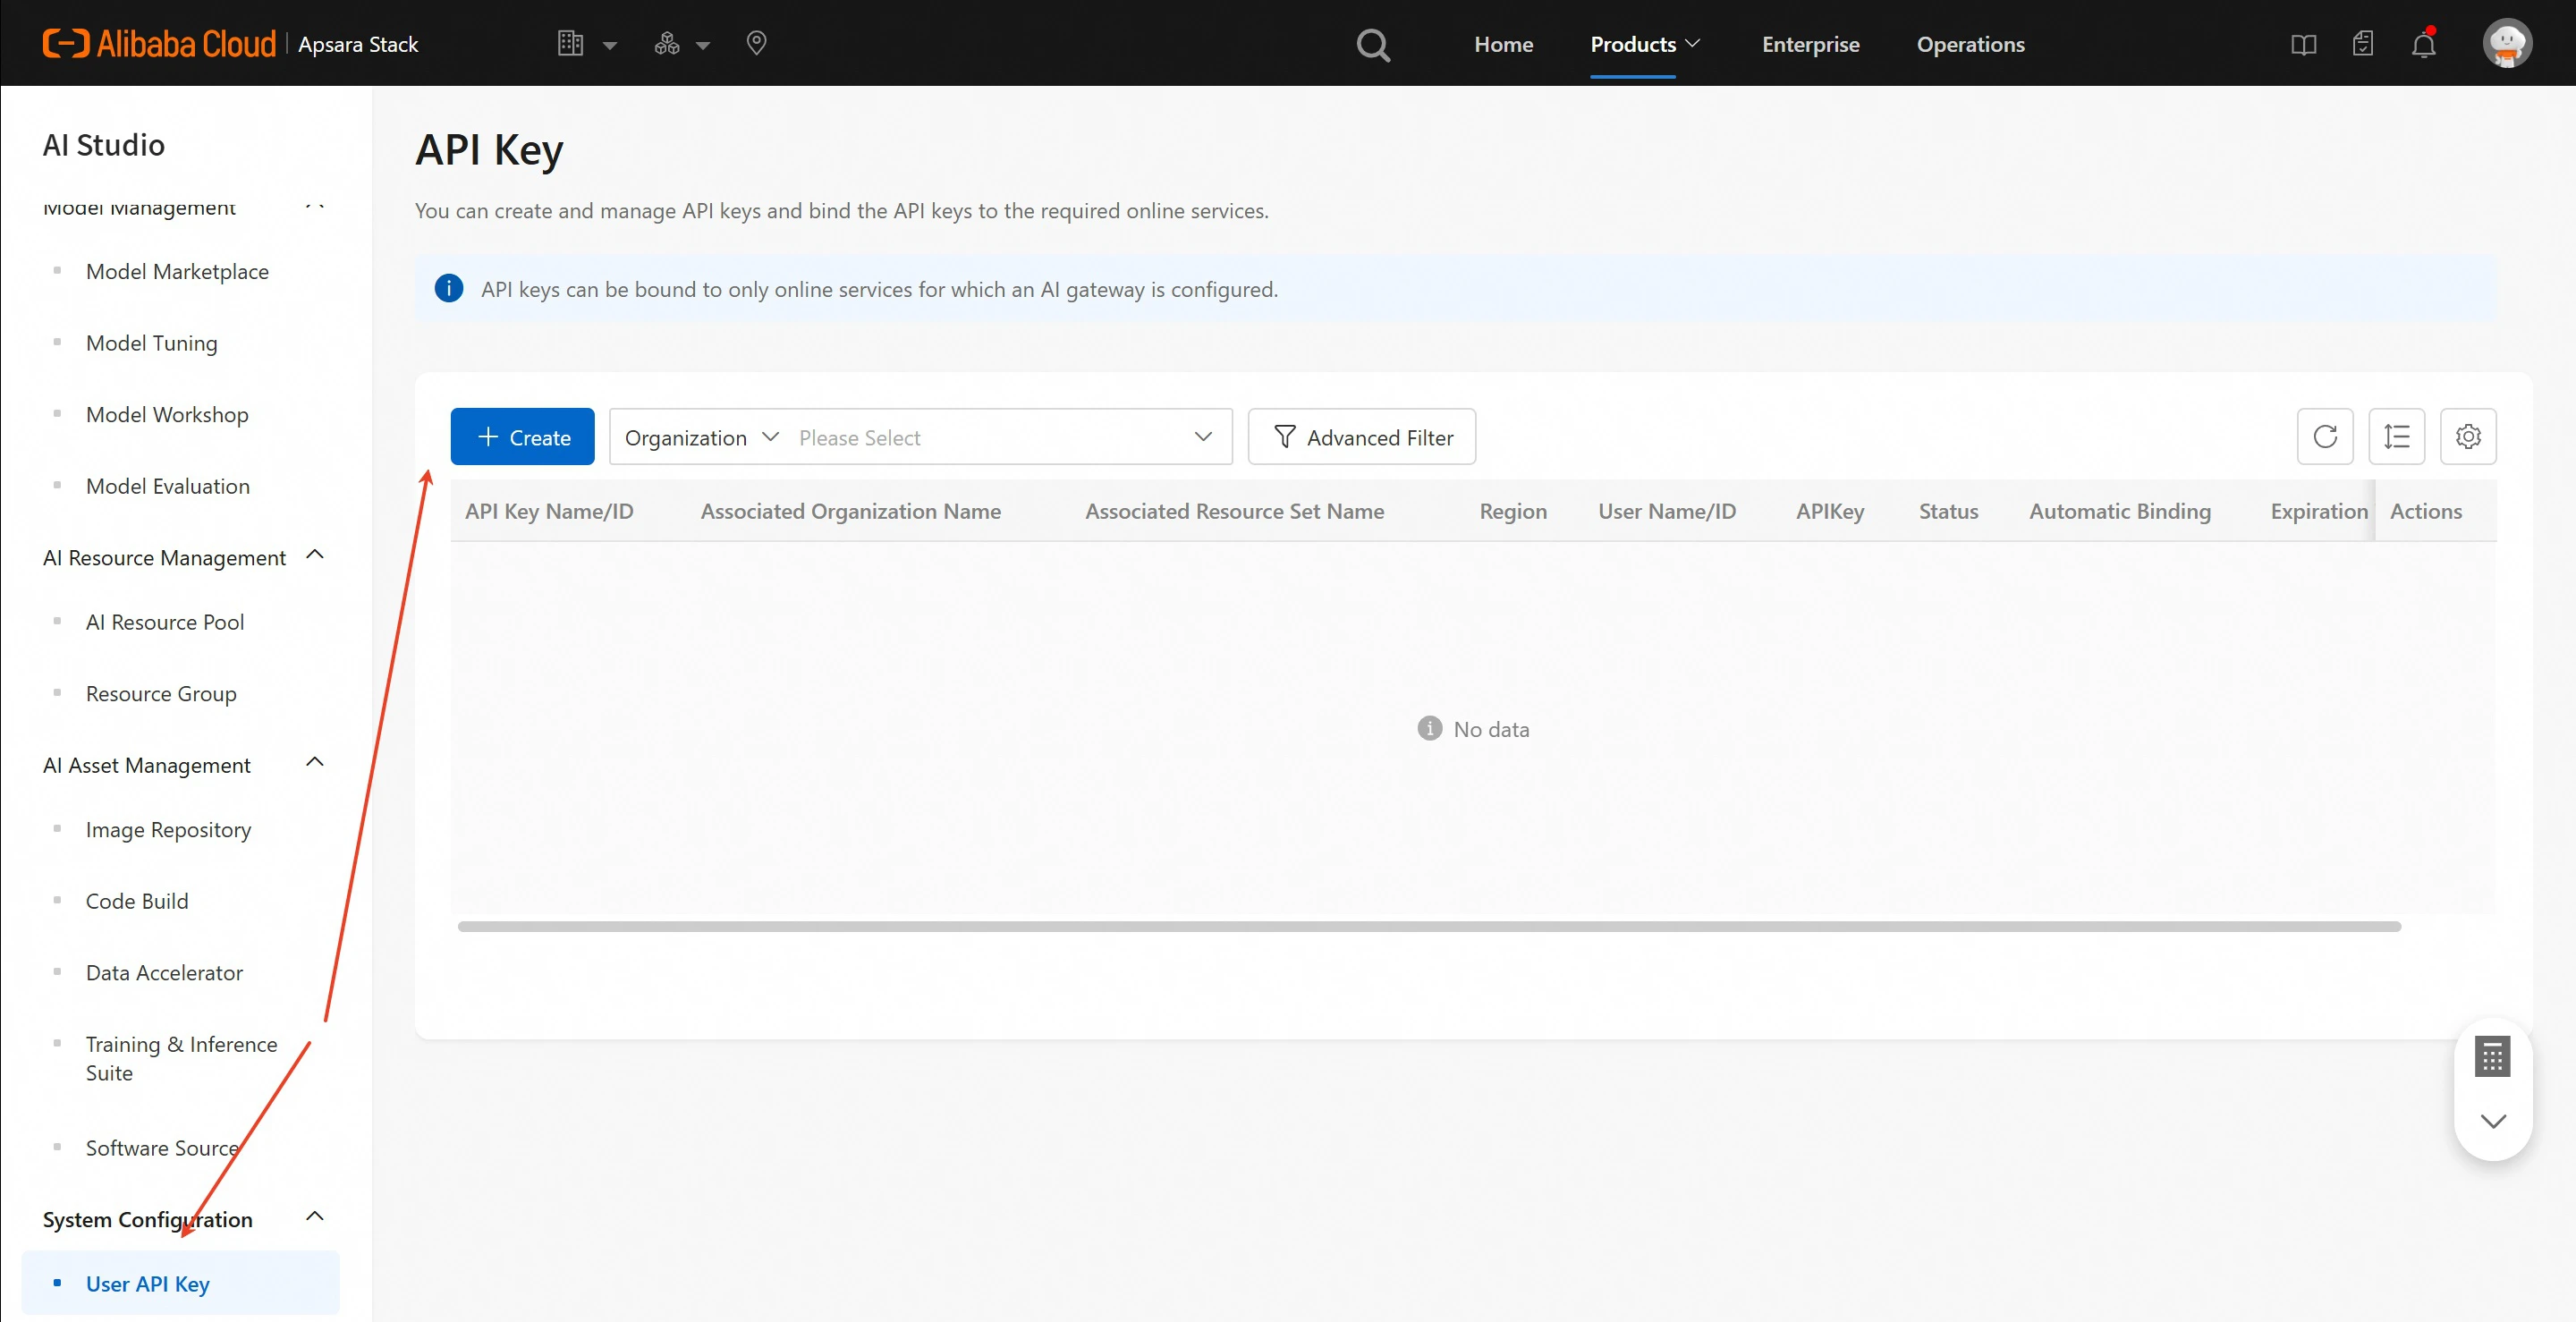 Alibaba Cloud | Apsara Stack
Home
Products
Enterprise
Operations
AI Studio
Model Management
Model Marketplace
Model Tuning
Model Workshop
Model Evaluation
AI Resource Management
AI Resource Pool
Resource Group
AI Asset Management
Image Repository
Code Build
Data Accelerator
Training & Inference
Suite
Software Source
System Configuration
User API Key
API Key
You can create and manage API keys and bind the API keys to the required online services.
API keys can be bound to only online services for which an AI gateway is configured.
Create
Organization
Please Select
Advanced Filter
API Key Name/ID
Associated Organization Name
Associated Resource Set Name
Region
User Name/ID
APIKey
Status
Automatic Binding
Expiration
Actions
No data